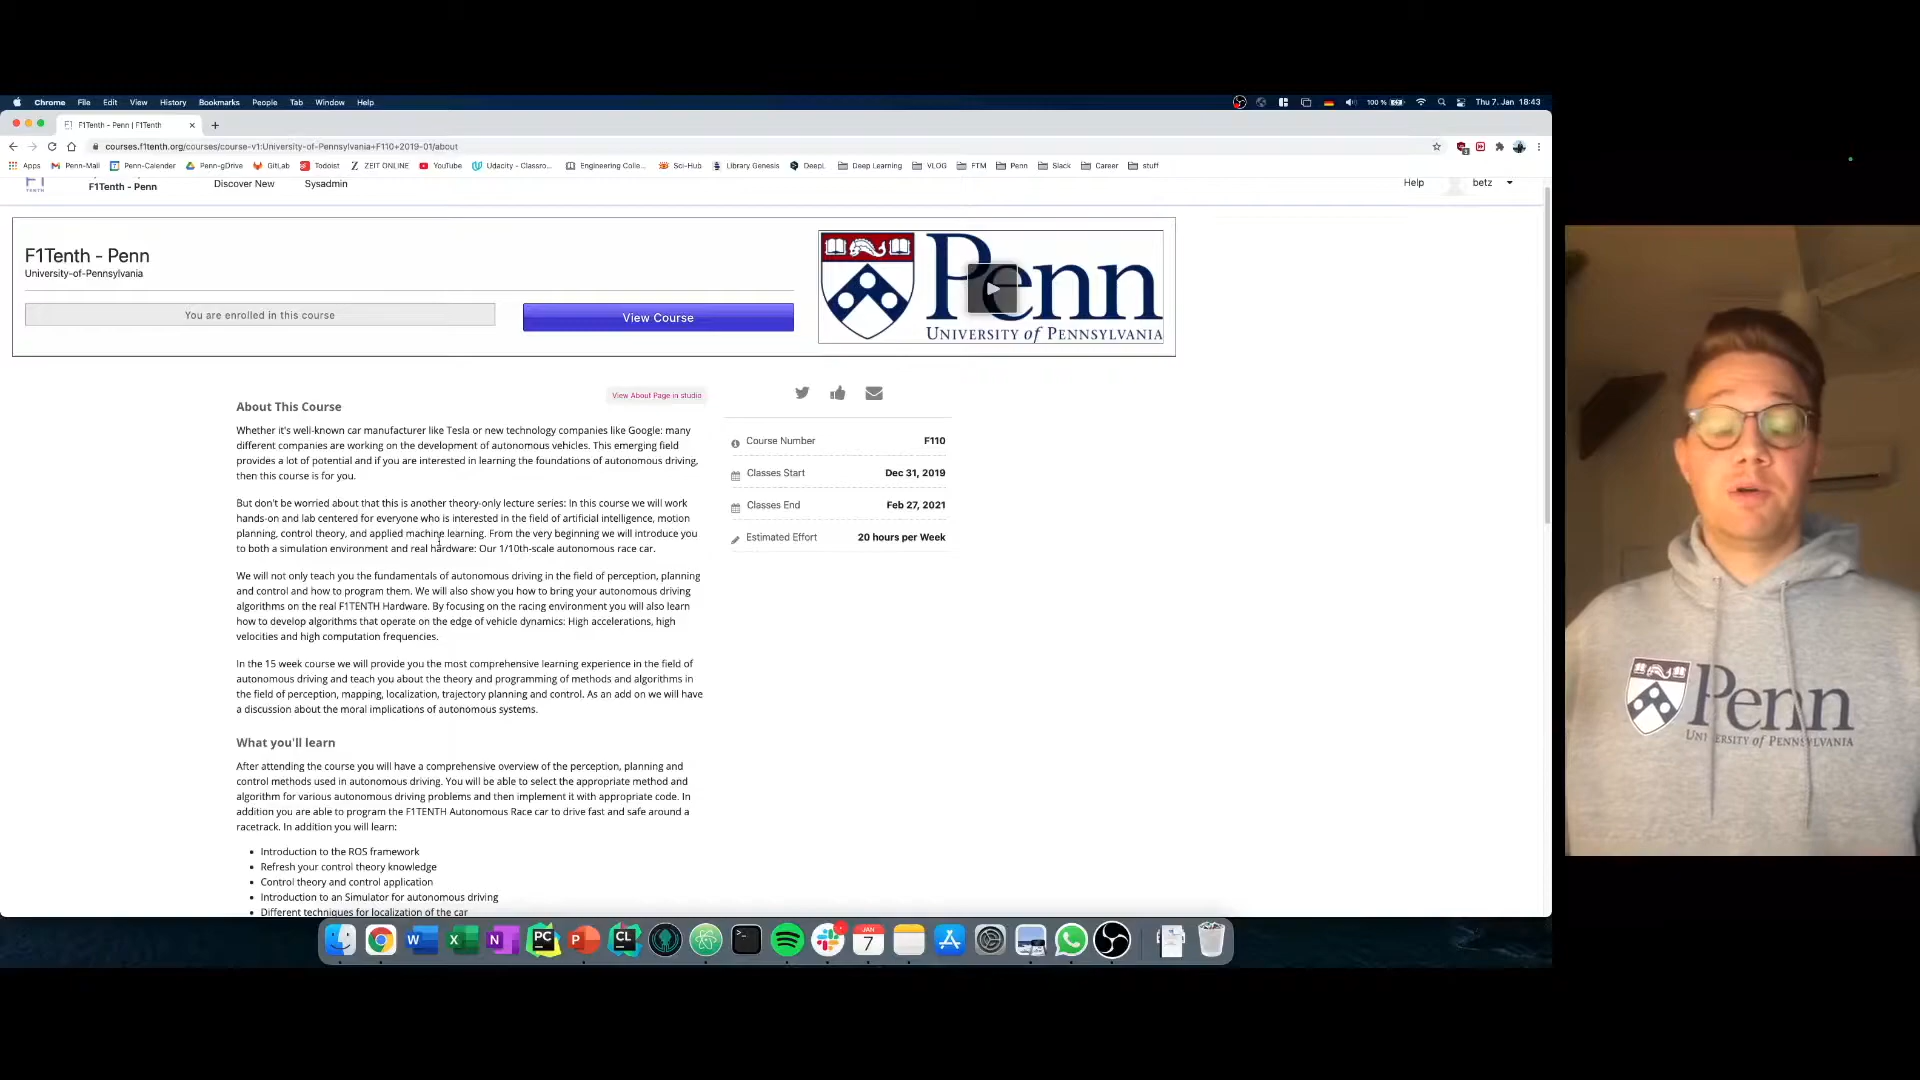 Chrome File Edit View History Bookmarks People Tab Window Help
100 % Thu 7. Jan 18:43
F1Tenth - Penn | F1Tenth
courses.f1tenth.org/courses/course-v1:University-of-Pennsylvania+F110+2019-01/about
Apps Penn-Mail Penn-Calender Penn-gDrive GitLab Todoist ZEIT ONLINE YouTube Udacity - Classro... Engineering Colle... Sci-Hub Library Genesis DeepL Deep Learning VLOG FTM Penn Slack Career stuff
F1
TENTH
F1Tenth - Penn Discover New Sysadmin Help betz
F1Tenth - Penn
University-of-Pennsylvania
You are enrolled in this course
View Course
Penn
UNIVERSITY of PENNSYLVANIA
View About Page in studio
About This Course
Whether it's well-known car manufacturer like Tesla or new technology companies like Google: many
different companies are working on the development of autonomous vehicles. This emerging field
provides a lot of potential and if you are interested in learning the foundations of autonomous driving,
then this course is for you.
But don't be worried about that this is another theory-only lecture series: In this course we will work
hands-on and lab centered for everyone who is interested in the field of artificial intelligence, motion
planning, control theory, and applied machine learning. From the very beginning we will introduce you
to both a simulation environment and real hardware: Our 1/10th-scale autonomous race car.
We will not only teach you the fundamentals of autonomous driving in the field of perception, planning
and control and how to program them. We will also show you how to bring your autonomous driving
algorithms on the real F1TENTH Hardware. By focusing on the racing environment you will also learn
how to develop algorithms that operate on the edge of vehicle dynamics: High accelerations, high
velocities and high computation frequencies.
In the 15 week course we will provide you the most comprehensive learning experience in the field of
autonomous driving and teach you about the theory and programming of methods and algorithms in
the field of perception, mapping, localization, trajectory planning and control. As an add on we will have
a discussion about the moral implications of autonomous systems.
What you'll learn
After attending the course you will have a comprehensive overview of the perception, planning and
control methods used in autonomous driving. You will be able to select the appropriate method and
algorithm for various autonomous driving problems and then implement it with appropriate code. In
addition you are able to program the F1TENTH Autonomous Race car to drive fast and safe around a
racetrack. In addition you will learn:
• Introduction to the ROS framework
• Refresh your control theory knowledge
• Control theory and control application
• Introduction to an Simulator for autonomous driving
• Different techniques for localization of the car
Course Number F110
Classes Start Dec 31, 2019
Classes End Feb 27, 2021
Estimated Effort 20 hours per Week
Penn
UNIVERSITY of PENNSYLVANIA
W X N PC P CL JAN 7